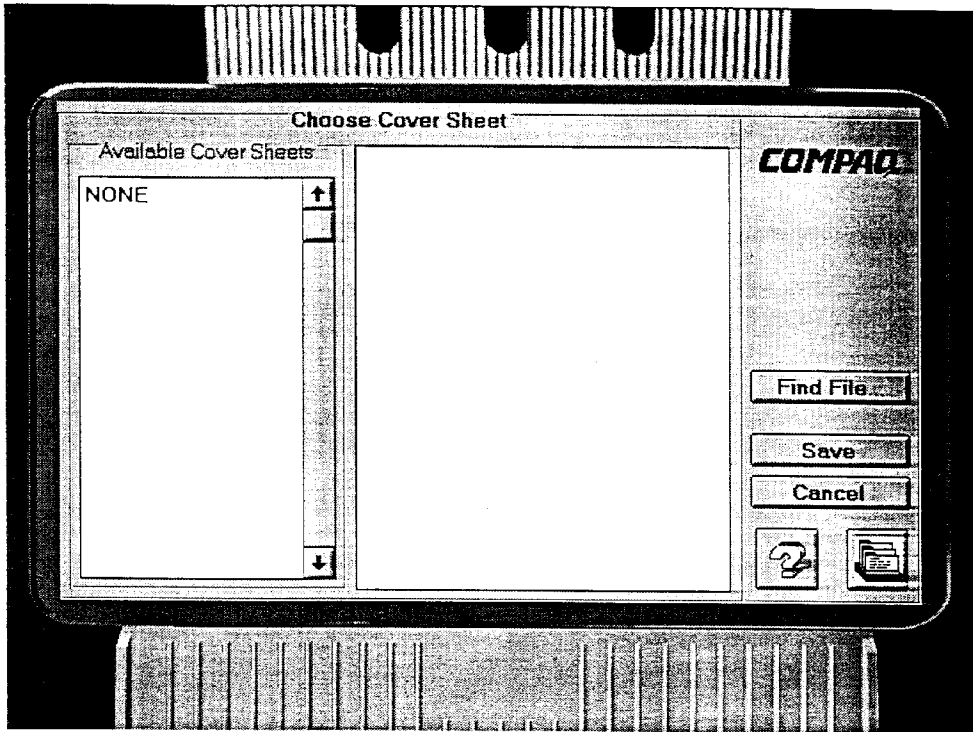 Choose Cover Sheet
Available Cover Sheets
NONE
COMPAQ
Find File...
Save
Cancel